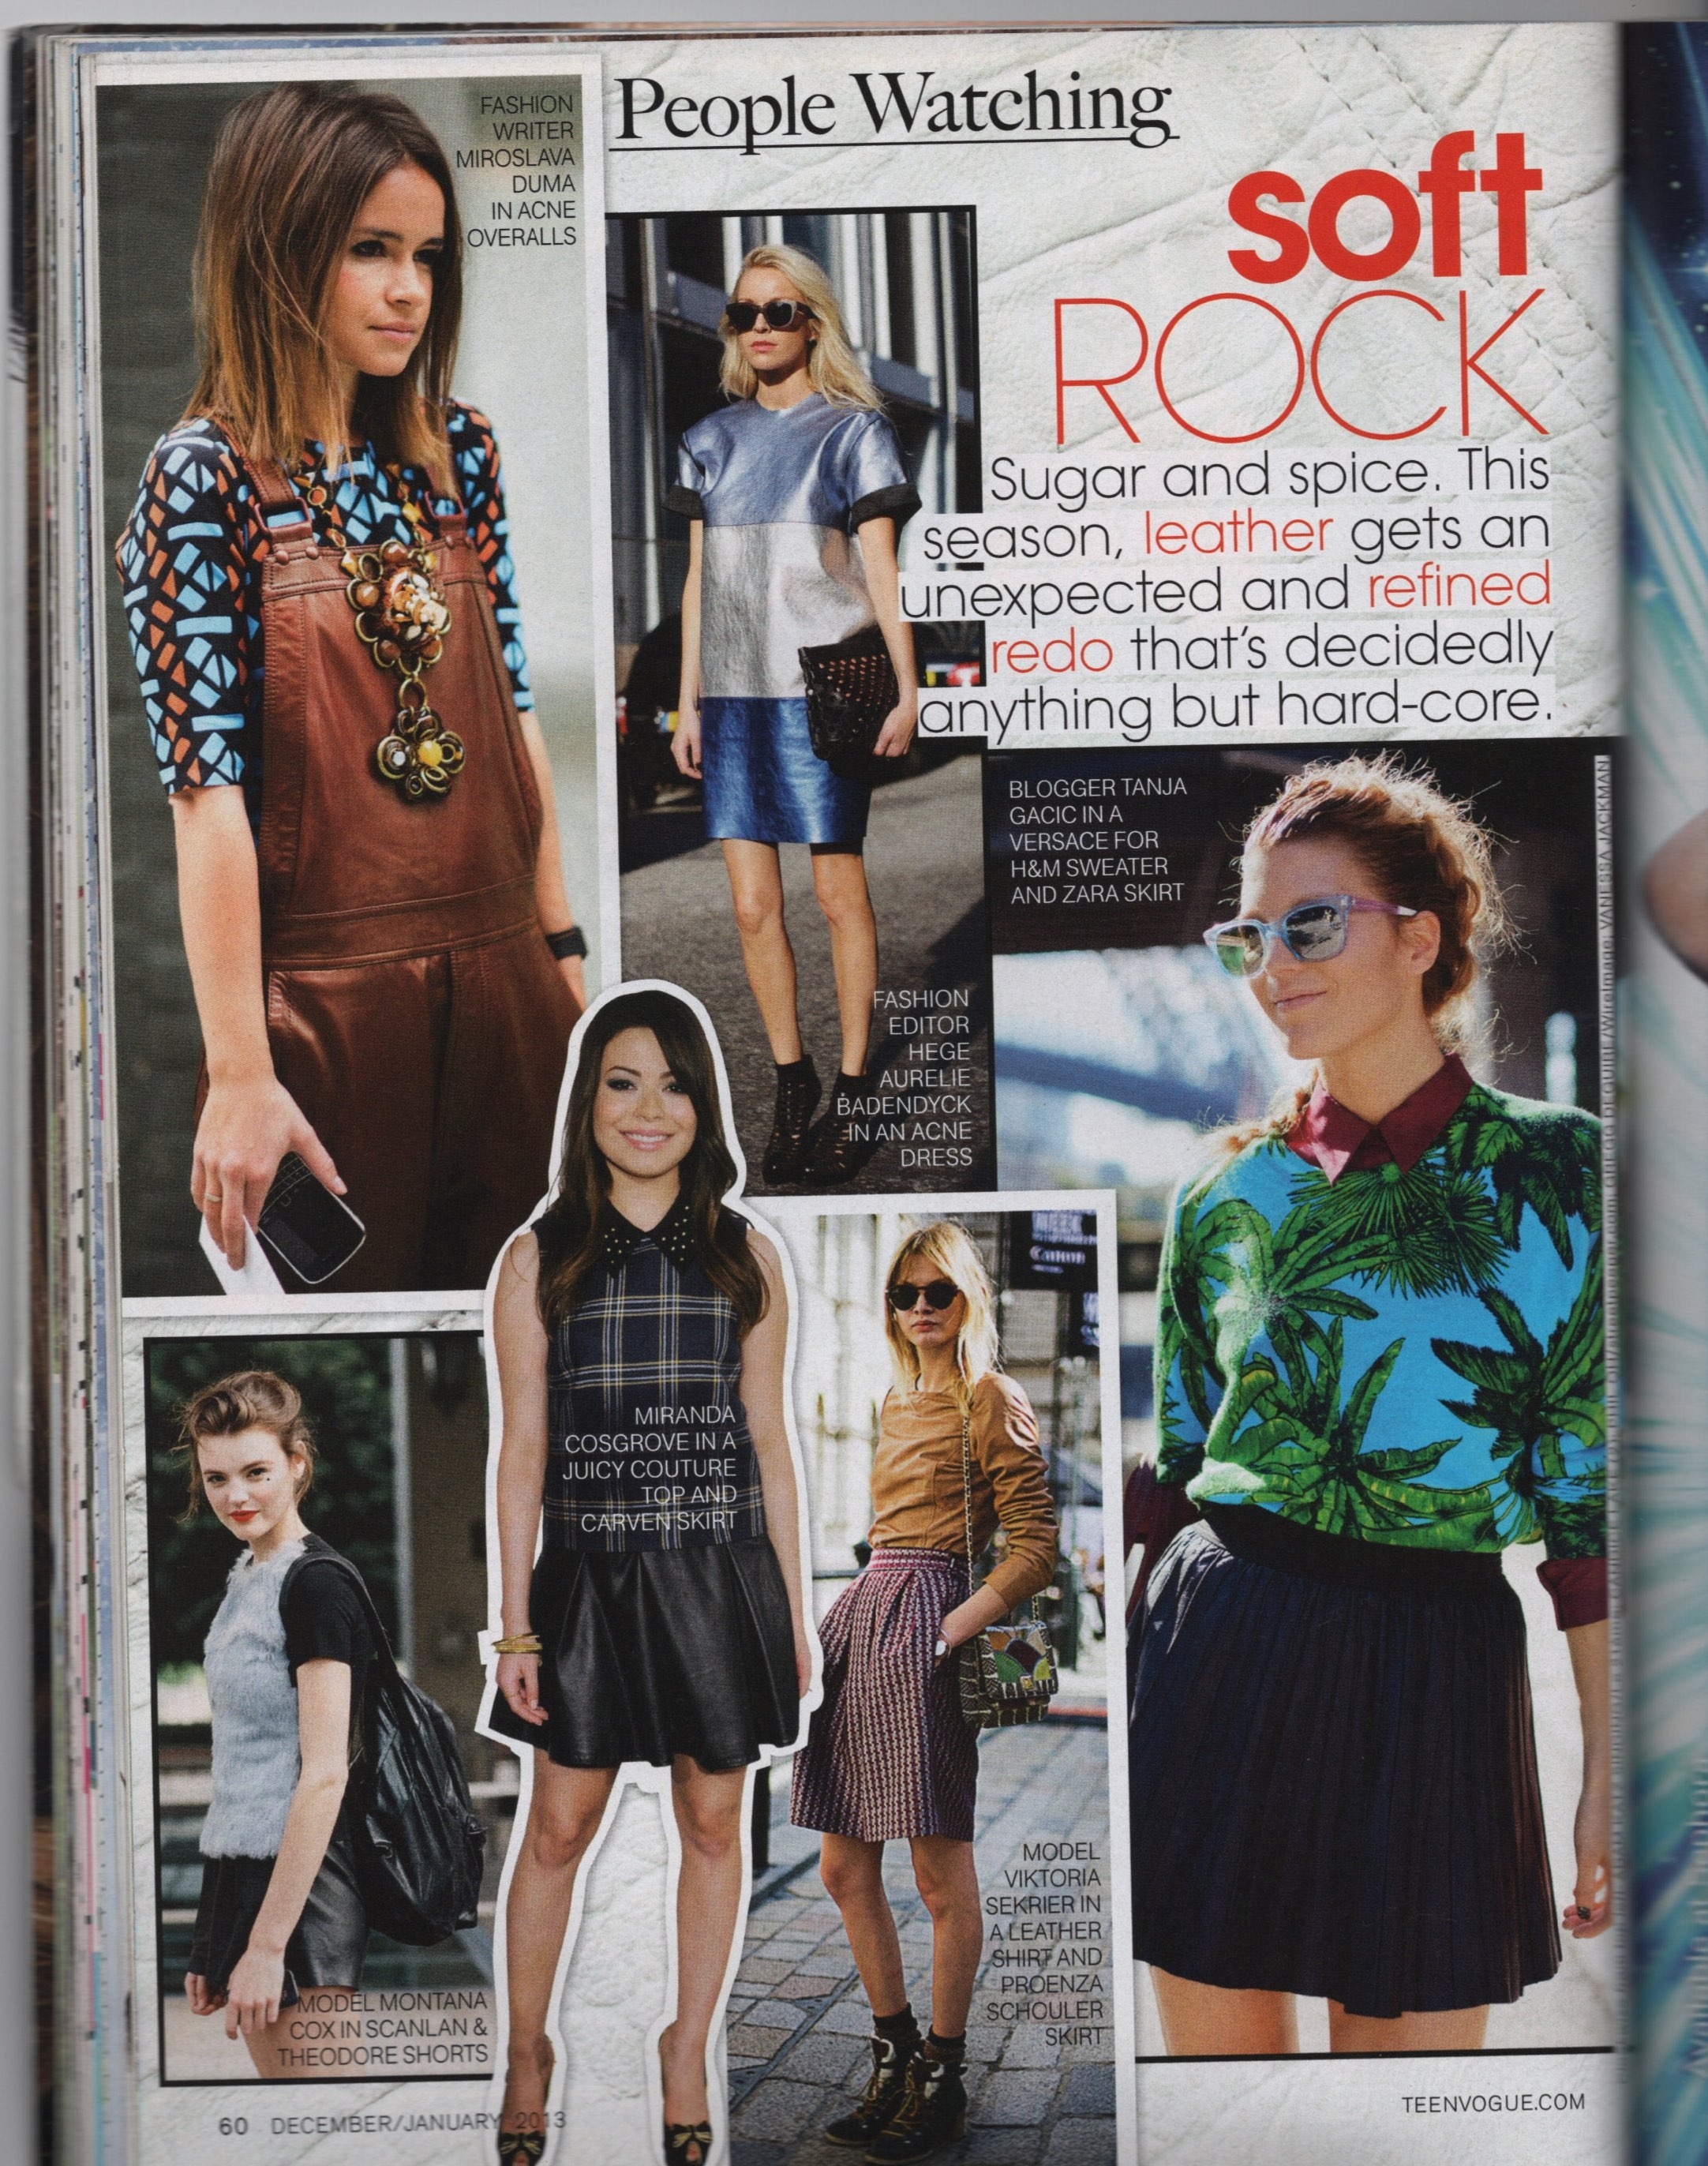 People Watching
soft
ROCK
Sugar and spice. This
season, leather gets an
unexpected and refined
redo that's decidedly
anything but hard-core.
FASHION
WRITER
MIROSLAVA
DUMA
IN ACNE
OVERALLS
FASHION
EDITOR
HEGE
AURELIE
BADENDYCK
IN AN ACNE
DRESS
BLOGGER TANJA
GACIC IN A
VERSACE FOR
H&M SWEATER
AND ZARA SKIRT
MIRANDA
COSGROVE IN A
JUICY COUTURE
TOP AND
CARVEN SKIRT
WEEK
Canon
MODEL
VIKTORIA
SEKRIER IN
A LEATHER
SHIRT AND
PROENZA
SCHOULER
SKIRT
MODEL MONTANA
COX IN SCANLAN &
THEODORE SHORTS
60 DECEMBER/JANUARY 2013
TEENVOGUE.COM
VANESSA JACKMAN